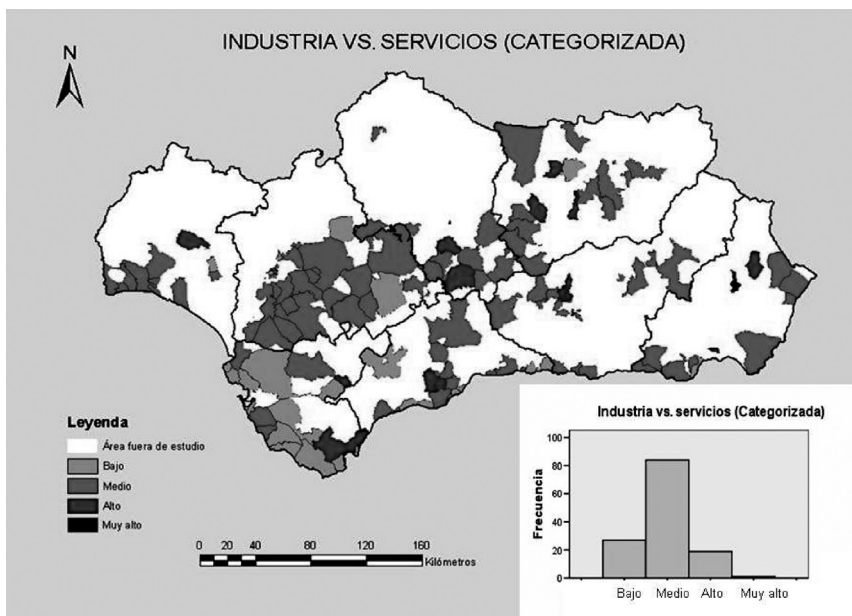 INDUSTRIA VS. SERVICIOS (CATEGORIZADA)
N
Leyenda
Área fuera de estudio
Bajo
Medio
Alto
Muy alto
0 10 20 40 80 120 160
Kilómetros
Industria vs. servicios (Categorizada)
Frecuencia
100
80
60
40
20
0
Bajo Medio Alto Muy alto